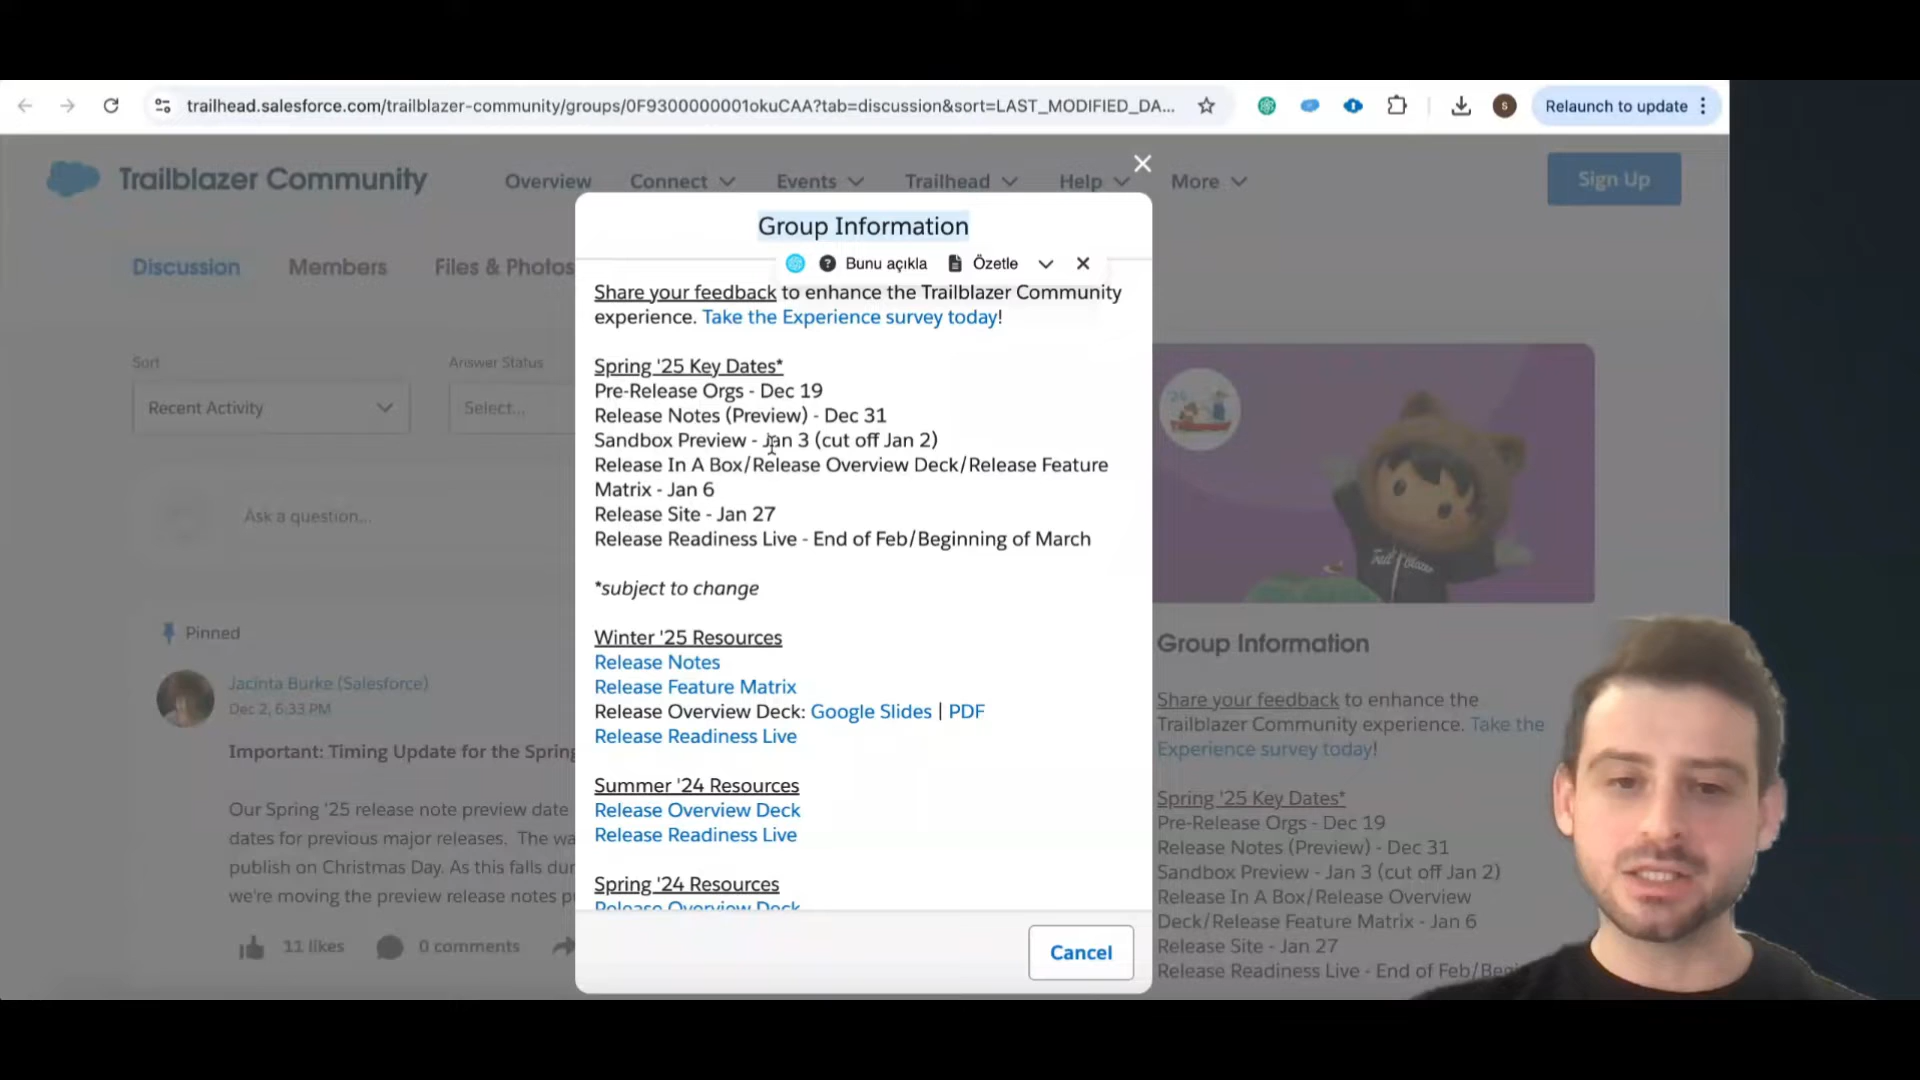 trailhead.salesforce.com/trailblazer-community/groups/0F9300000001okuCAA?tab=discussion&sort=LAST_MODIFIED_DA...
S
Relaunch to update
Trailblazer Community
Overview
Connect
Events
Trailhead
Help
More
Sign Up
Discussion
Members
Files & Photos
Sort
Recent Activity
Answer Status
Select...
Ask a question...
Pinned
Jacinta Burke (Salesforce)
Dec 2, 6:33 PM
Important: Timing Update for the Spring
Our Spring '25 release note preview date
dates for previous major releases. The wa
publish on Christmas Day. As this falls dur
we're moving the preview release notes p
11 likes
0 comments
Group Information
Bunu açıkla
Özetle
Share your feedback to enhance the Trailblazer Community
experience. Take the Experience survey today!
Spring '25 Key Dates*
Pre-Release Orgs - Dec 19
Release Notes (Preview) - Dec 31
Sandbox Preview - Jan 3 (cut off Jan 2)
Release In A Box/Release Overview Deck/Release Feature
Matrix - Jan 6
Release Site - Jan 27
Release Readiness Live - End of Feb/Beginning of March
*subject to change
Winter '25 Resources
Release Notes
Release Feature Matrix
Release Overview Deck: Google Slides | PDF
Release Readiness Live
Summer '24 Resources
Release Overview Deck
Release Readiness Live
Spring '24 Resources
Release Overview Deck
Cancel
Trailblazer
Group Information
Share your feedback to enhance the
Trailblazer Community experience. Take the
Experience survey today!
Spring '25 Key Dates*
Pre-Release Orgs - Dec 19
Release Notes (Preview) - Dec 31
Sandbox Preview - Jan 3 (cut off Jan 2)
Release In A Box/Release Overview
Deck/Release Feature Matrix - Jan 6
Release Site - Jan 27
Release Readiness Live - End of Feb/Beg